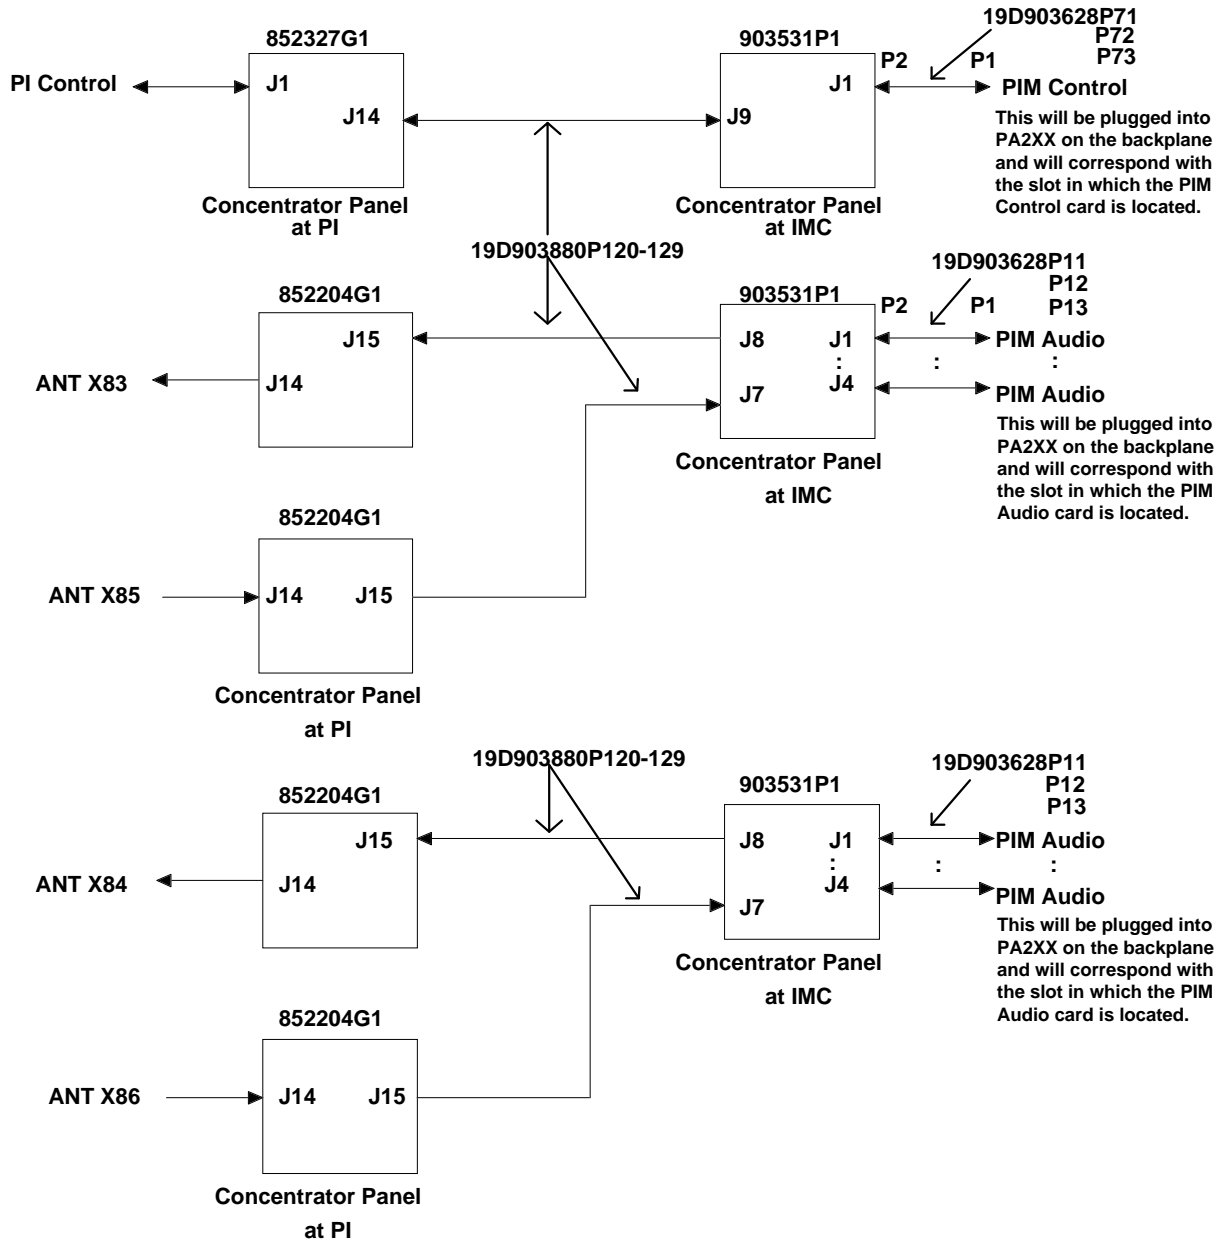 19D903628P71
852327G1
903531P1
P72
P2
P1
P73
PI Control
J1
J1
PIM Control
J14
J9
This will be plugged into
PA2XX on the backplane
and will correspond with
the slot in which the PIM
Control card is located.
Concentrator Panel
at PI
Concentrator Panel
at IMC
19D903880P120-129
19D903628P11
852204G1
903531P1
P12
P2
P1
P13
J15
J8
J1
PIM Audio
:
:
:
ANT X83
J14
J7
J4
PIM Audio
This will be plugged into
PA2XX on the backplane
and will correspond with
the slot in which the PIM
Audio card is located.
Concentrator Panel
at IMC
852204G1
ANT X85
J14
J15
Concentrator Panel
at PI
19D903880P120-129
19D903628P11
852204G1
903531P1
P12
P13
J15
J8
J1
PIM Audio
:
:
:
ANT X84
J14
J7
J4
PIM Audio
This will be plugged into
PA2XX on the backplane
and will correspond with
the slot in which the PIM
Audio card is located.
Concentrator Panel
at IMC
852204G1
ANT X86
J14
J15
Concentrator Panel
at PI